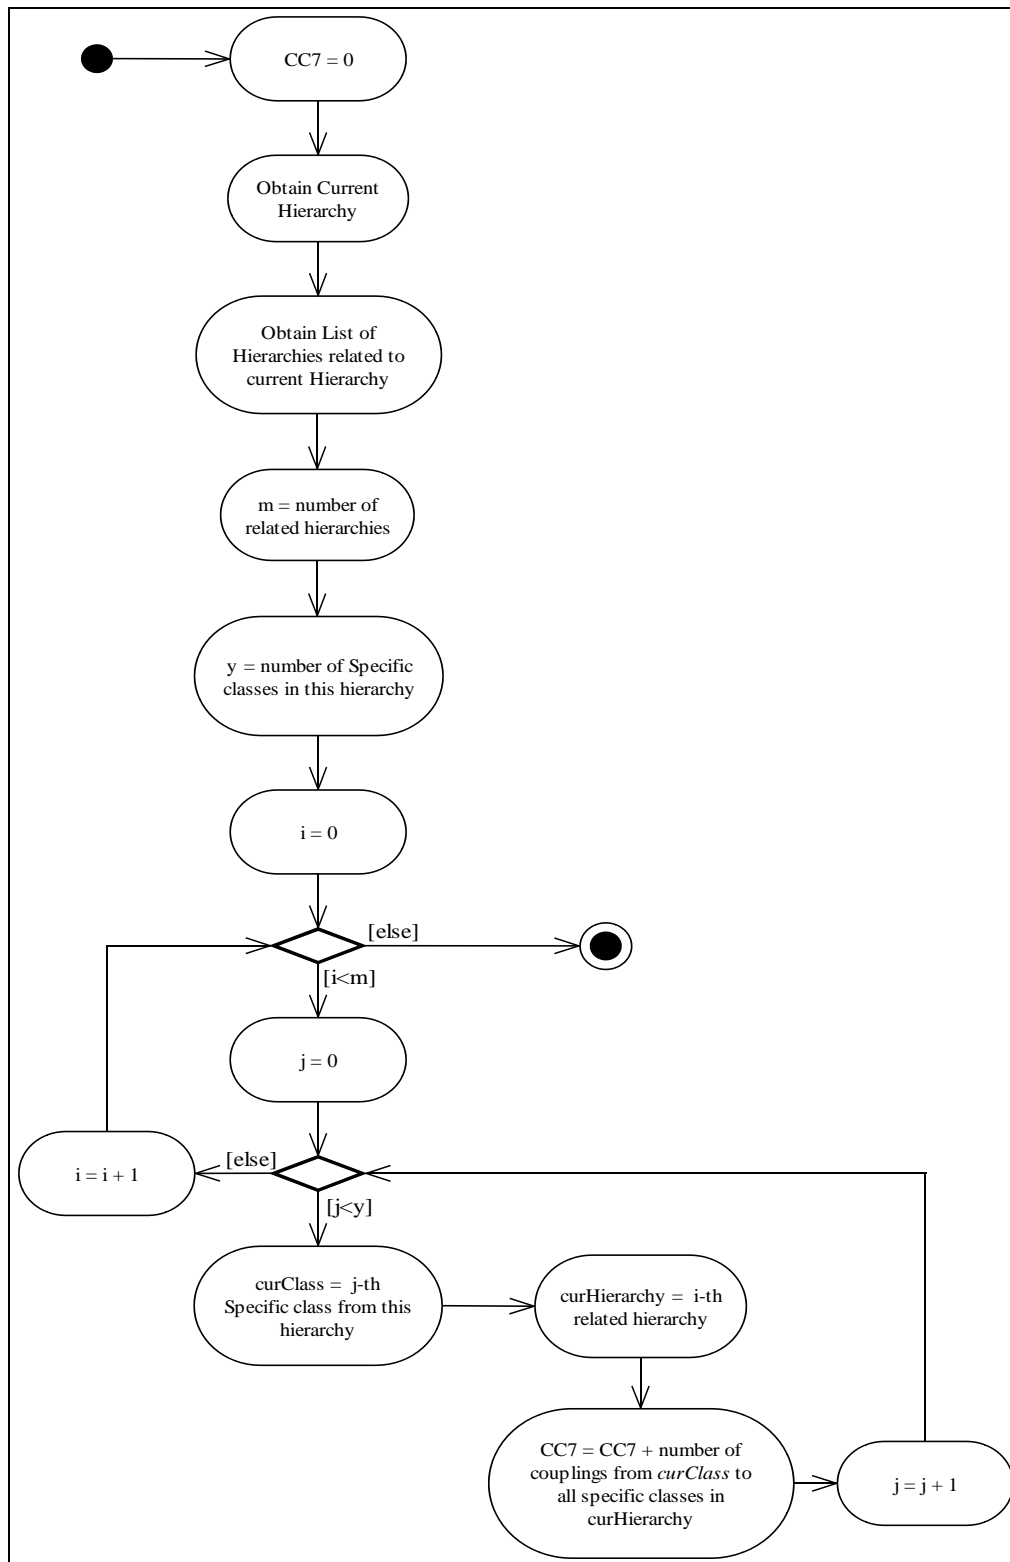 CC7 = 0
Obtain Current
Hierarchy
Obtain List of
Hierarchies related to
current Hierarchy
m = number of
related hierarchies
y = number of Specific
classes in this hierarchy
i = 0
[else]
[i<m]
j = 0
i = i + 1
[else]
[j<y]
curClass = j-th
Specific class from this
hierarchy
curHierarchy = i-th
related hierarchy
CC7 = CC7 + number of
couplings from curClass to
all specific classes in
curHierarchy
j = j + 1